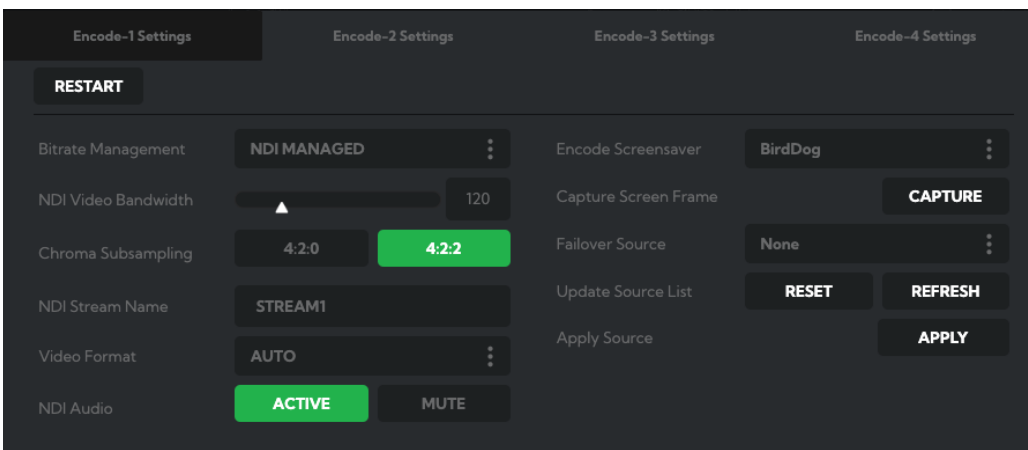 Encode-1 Settings
Encode-2 Settings
Encode-3 Settings
Encode-4 Settings
RESTART
Bitrate Management
NDI MANAGED
NDI Video Bandwidth
120
Chroma Subsampling
4:2:0
4:2:2
NDI Stream Name
STREAM1
Video Format
AUTO
NDI Audio
ACTIVE
MUTE
Encode Screensaver
BirdDog
Capture Screen Frame
CAPTURE
Failover Source
None
Update Source List
RESET
REFRESH
Apply Source
APPLY